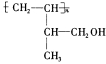 [ CH₂—CH ]ₓ
CH—CH₂OH
CH₃